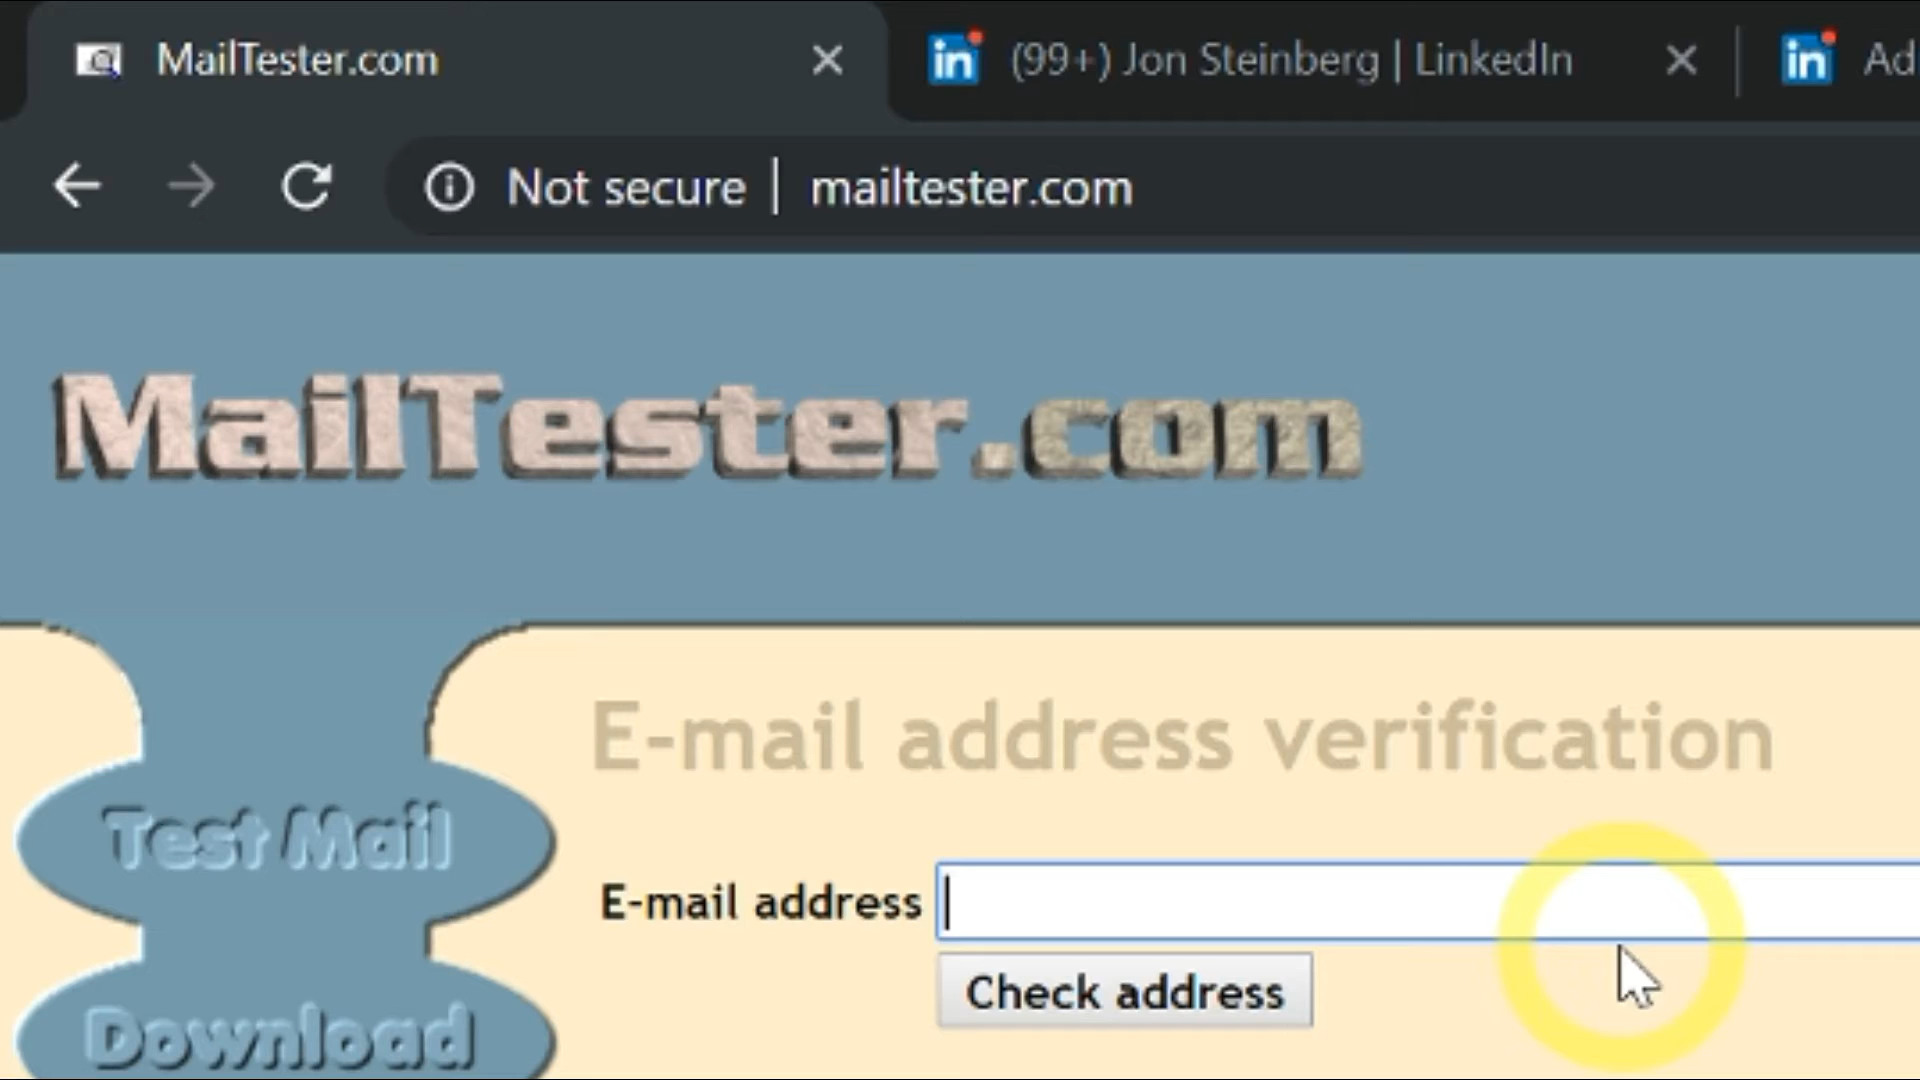 MailTester.com
(99+) Jon Steinberg | LinkedIn
Ad
Not secure | mailtester.com
MailTester.com
E-mail address verification
Test Mail
E-mail address
Check address
Download